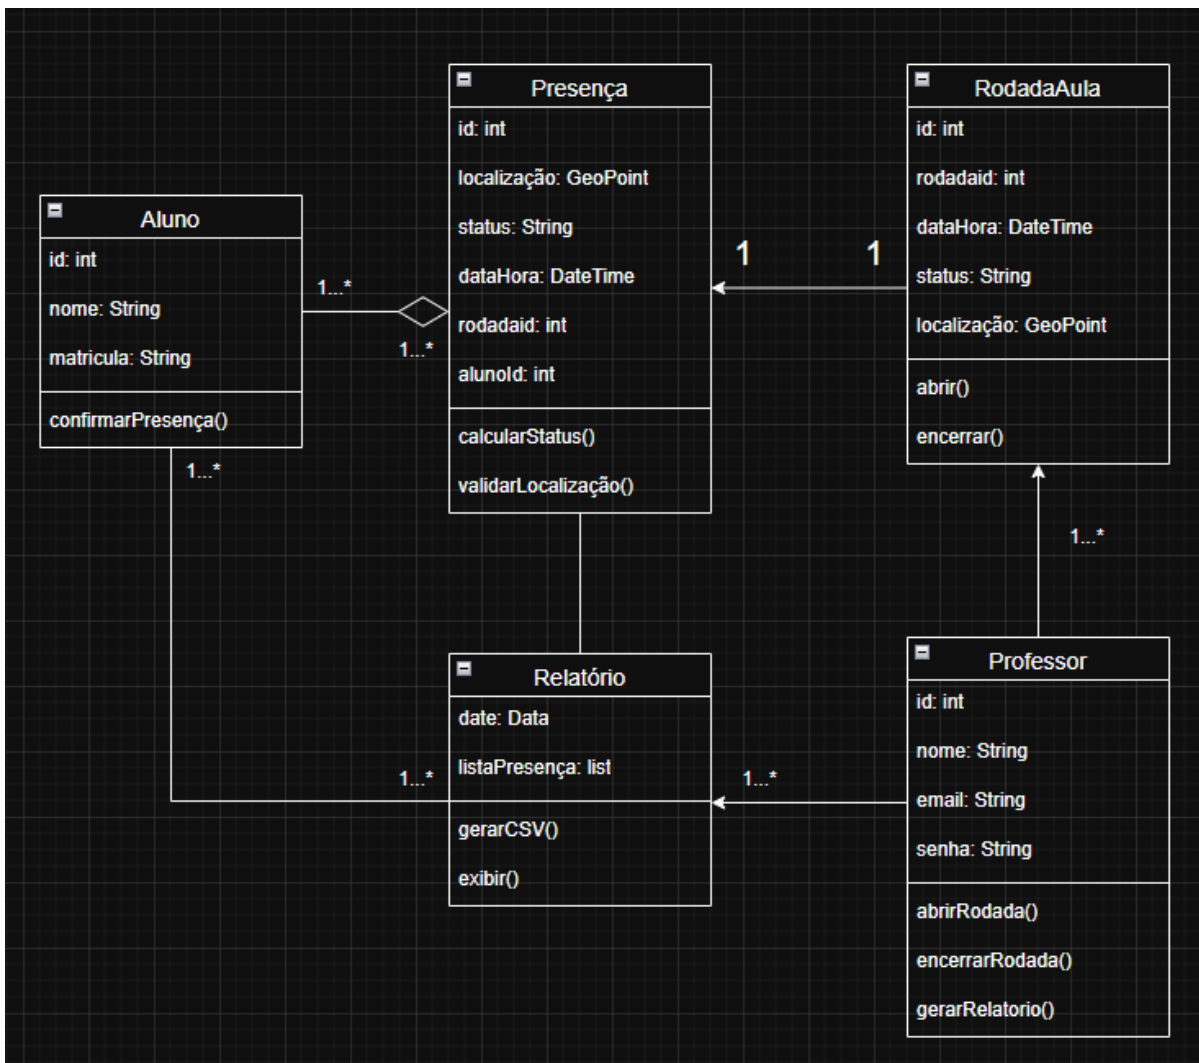 Presença
id: int
localização: GeoPoint
status: String
dataHora: DateTime
rodadaid: int
alunoId: int
calcularStatus()
validarLocalização()
RodadaAula
id: int
rodadaid: int
dataHora: DateTime
status: String
localização: GeoPoint
abrir()
encerrar()
Aluno
id: int
nome: String
matricula: String
confirmarPresença()
1...*
1...*
1
1
1...*
1...*
Relatório
date: Data
listaPresença: list
gerarCSV()
exibir()
1...*
1...*
Professor
id: int
nome: String
email: String
senha: String
abrirRodada()
encerrarRodada()
gerarRelatorio()